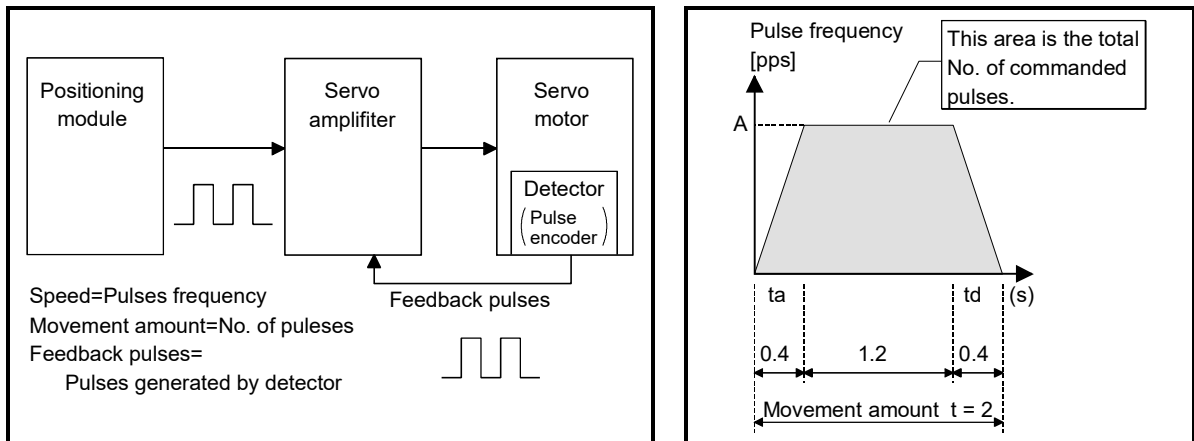 Positioning
module
Servo
amplifiter
Servo
motor
Detector
(Pulse
encoder)
Feedback pulses
Speed=Pulses frequency
Movement amount=No. of puleses
Feedback pulses=
Pulses generated by detector
Pulse frequency
[pps]
This area is the total
No. of commanded
pulses.
A
ta
td
(s)
0.4
1.2
0.4
Movement amount t = 2